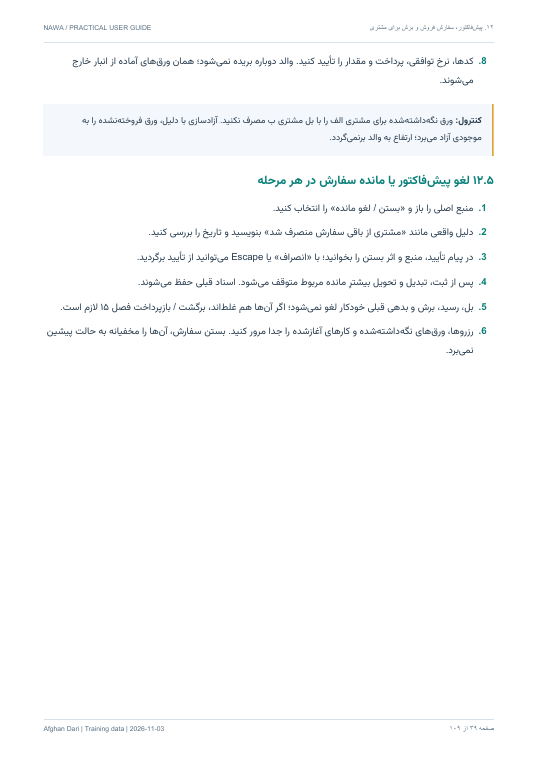 ۱۲. پیش‌فاکتور، سفارش فروش و برش برای مشتری
NAWA / PRACTICAL USER GUIDE
8. کدها، نرخ توافقی، پرداخت و مقدار را تأیید کنید. والد دوباره بریده نمی‌شود؛ همان ورق‌های آماده از انبار خارج
می‌شوند.
کنترول: ورق نگه‌داشته‌شده برای مشتری الف را با بل مشتری ب مصرف نکنید. آزادسازی با دلیل، ورق فروخته‌نشده را به
موجودی آزاد می‌برد؛ ارتفاع به والد برنمی‌گردد.
۱۲.۵ لغو پیش‌فاکتور یا مانده سفارش در هر مرحله
1. منبع اصلی را باز و «بستن / لغو مانده» را انتخاب کنید.
2. دلیل واقعی مانند «مشتری از باقی سفارش منصرف شد» بنویسید و تاریخ را بررسی کنید.
3. در پیام تأیید، منبع و اثر بستن را بخوانید؛ با «انصراف» یا Escape می‌توانید از تأیید برگردید.
4. پس از ثبت، تبدیل و تحویل بیشتر مانده مربوط متوقف می‌شود. اسناد قبلی حفظ می‌شوند.
5. بل، رسید، برش و بدهی قبلی خودکار لغو نمی‌شود؛ اگر آن‌ها هم غلط‌اند، برگشت / بازپرداخت فصل ۱۵ لازم است.
6. رزروها، ورق‌های نگه‌داشته‌شده و کارهای آغازشده را جدا مرور کنید. بستن سفارش، آن‌ها را مخفیانه به حالت پیشین
نمی‌برد.
صفحه ۳۹ از ۱۰۹
Afghan Dari | Training data | 2026-11-03